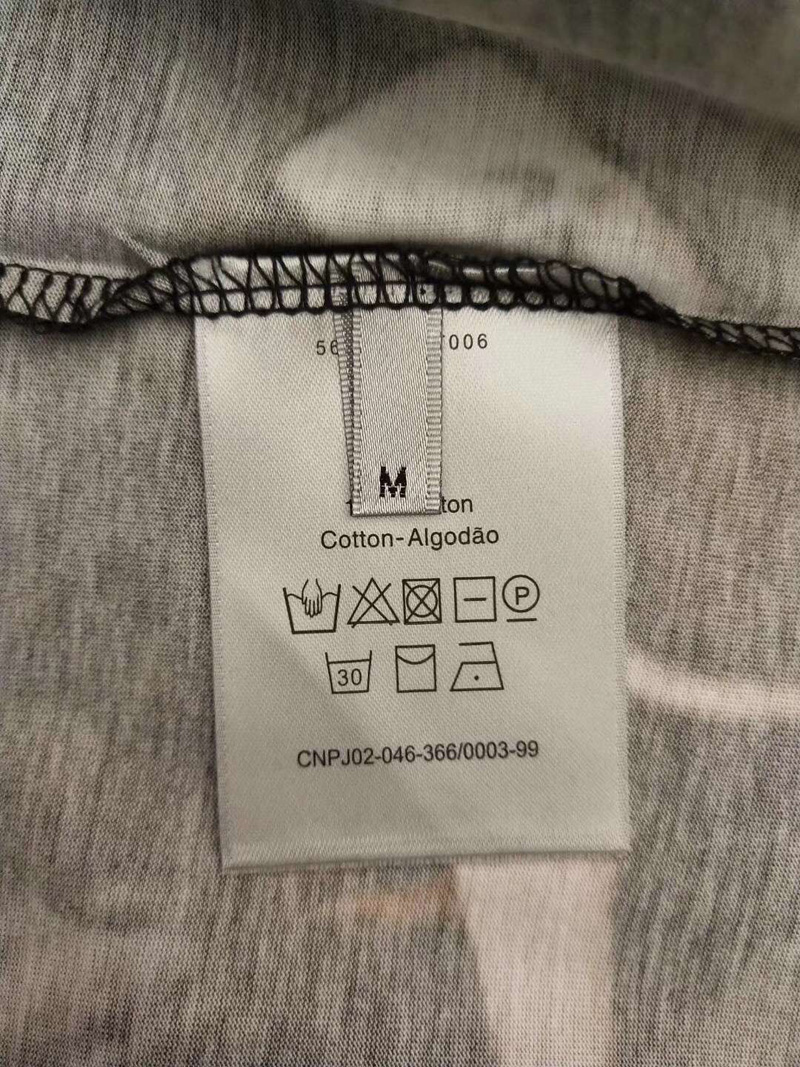 56 006
M
ton
Cotton-Algodão
P
30
CNPJ02-046-366/0003-99